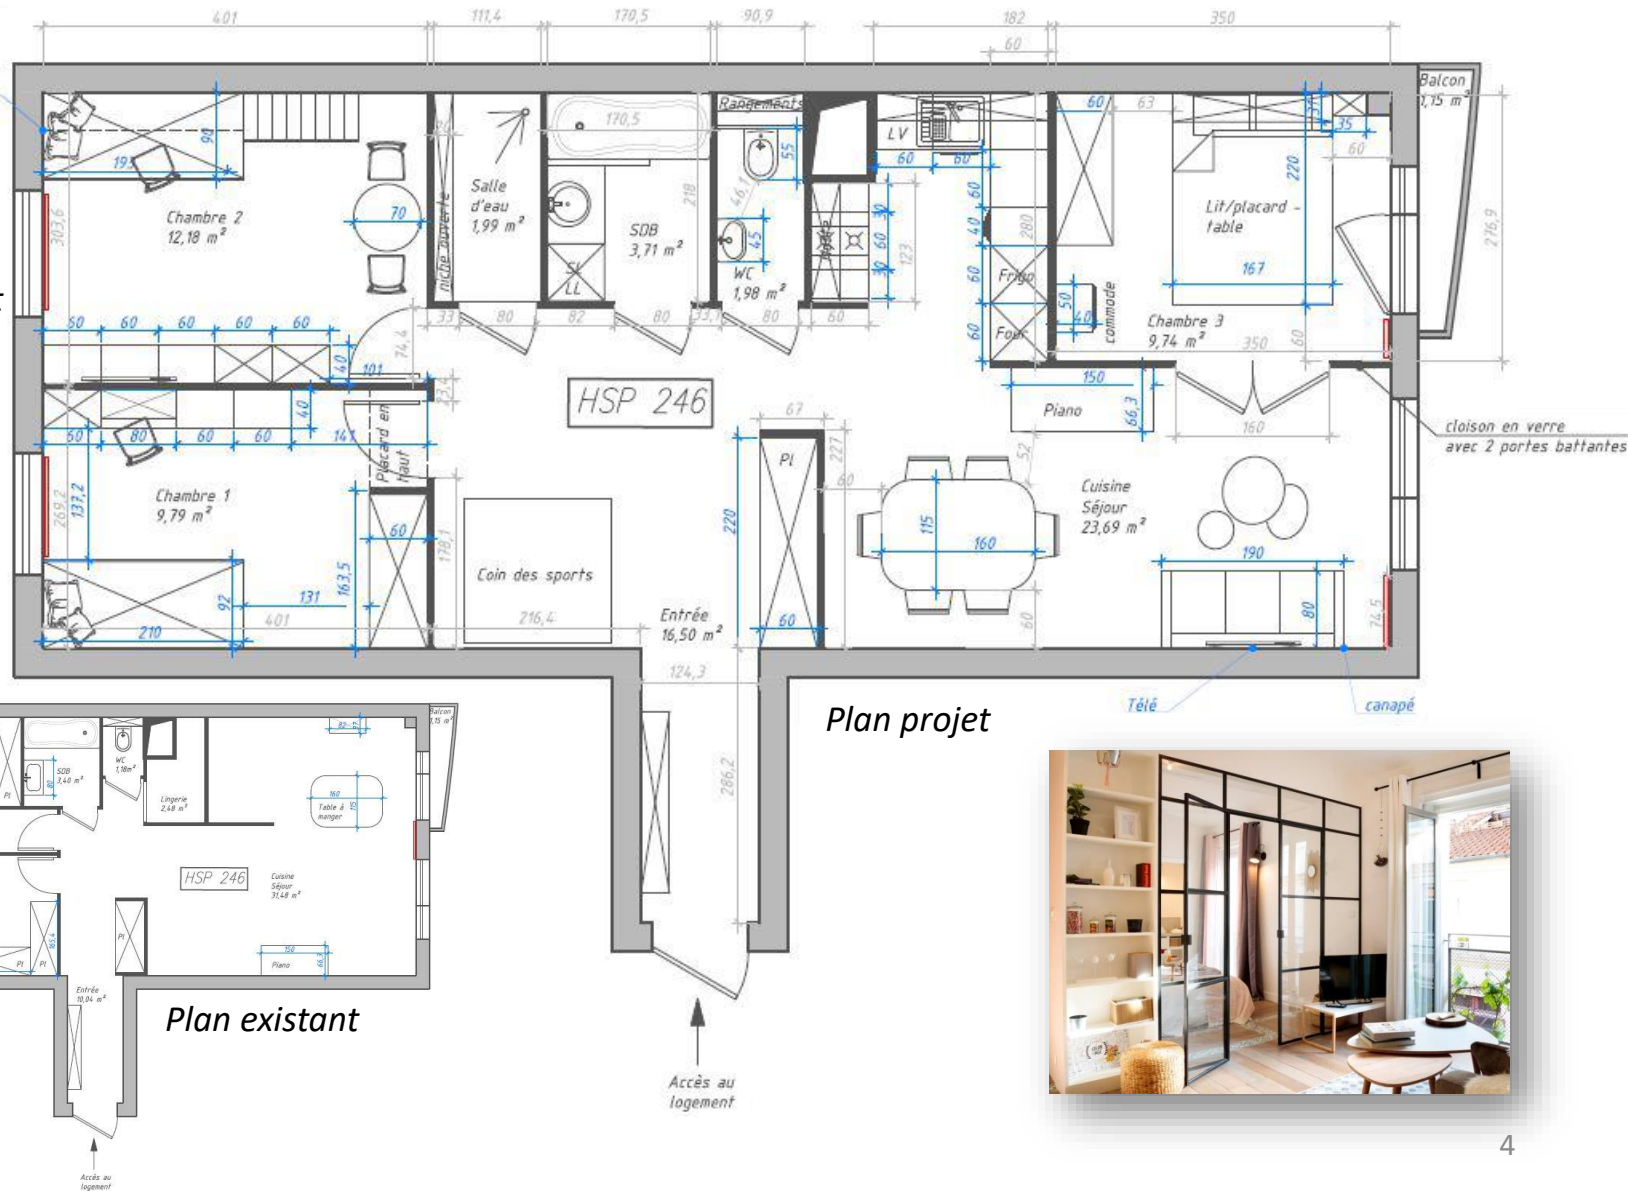 401
111,4
170,5
90,9
182
350
60
Balcon
1,15 m²
Rangements
LV
60
63
35
60
90
193
20
170,5
55
46,1
60
60
220
276,9
Salle
d'eau
1,99 m²
niche ouverte
Chambre 2
12,18 m²
303,6
70
218
SDB
3,71 m²
45
WC
1,98 m²
SL
LL
30
60
30
123
60
40
60
60
280
Frigo
Four
Lit/placard -
table
167
50
40
commode
Chambre 3
9,74 m²
350
60
60
60
60
60
60
40
101
74,4
33
80
82
80
33,1
80
60
HSP 246
60
80
60
60
141
40
Placard en
haut
150
66,3
Piano
160
cloison en verre
avec 2 portes battantes
67
227
Pl
52
60
Chambre 1
9,79 m²
269,2
137,2
60
178,1
163,5
220
115
160
Cuisine
Séjour
23,69 m²
190
80
74,5
Coin des sports
92
131
210
401
216,4
Entrée
16,50 m²
60
60
124,3
286,2
Plan projet
Télé
canapé
Accès au
logement
Balcon
1,15 m²
Pl
SDB
3,40 m²
80
WC
1,18m²
Lingerie
2,48 m²
160
115
Table à
manger
HSP 246
Cuisine
Séjour
31,48 m²
165,4
Pl
Pl
Pl
150
66,3
Piano
Entrée
10,04 m²
Plan existant
Accès au
logement
4